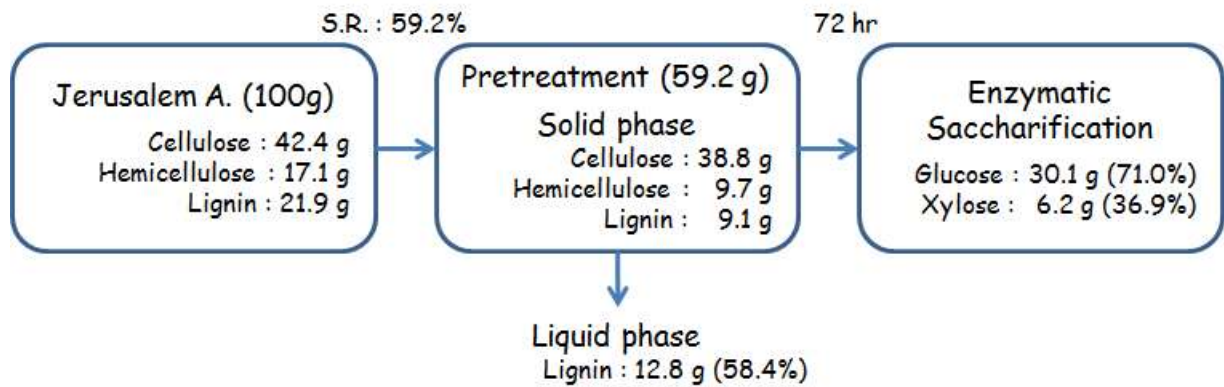 S.R. : 59.2%
72 hr
Jerusalem A. (100g)
Cellulose : 42.4 g
Hemicellulose : 17.1 g
Lignin : 21.9 g
Pretreatment (59.2 g)
Solid phase
Cellulose : 38.8 g
Hemicellulose : 9.7 g
Lignin : 9.1 g
Enzymatic
Saccharification
Glucose : 30.1 g (71.0%)
Xylose : 6.2 g (36.9%)
Liquid phase
Lignin : 12.8 g (58.4%)